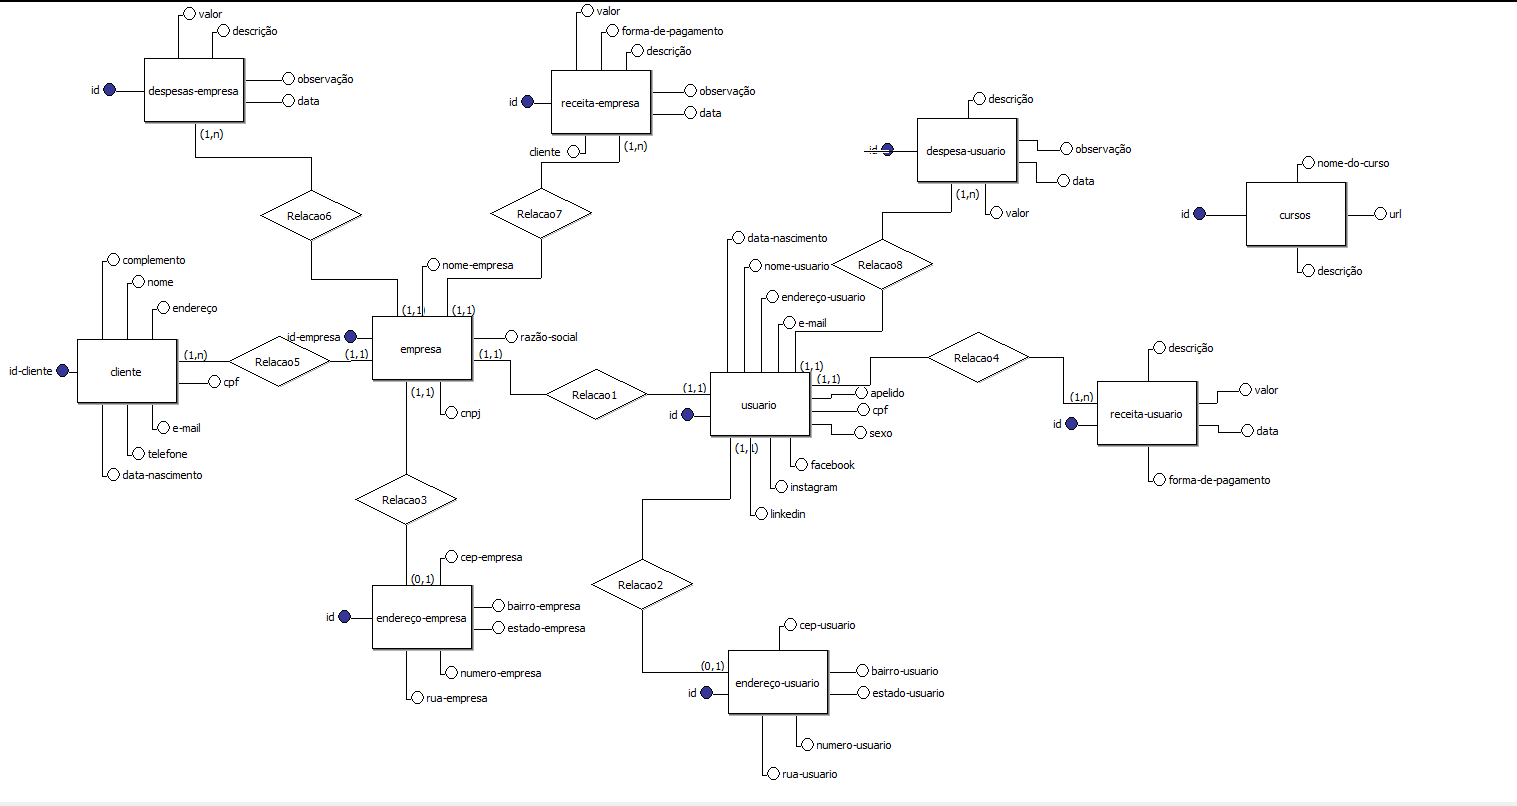 valor
descrição
id
despesas-empresa
observação
data
(1,n)
valor
forma-de-pagamento
descrição
id
receita-empresa
observação
data
cliente
(1,n)
descrição
id
despesa-usuario
observação
data
(1,n)
valor
nome-do-curso
id
cursos
url
descrição
Relacao6
Relacao7
data-nascimento
nome-usuario
Relacao8
endereço-usuario
e-mail
complemento
nome
endereço
nome-empresa
(1,1)
(1,1)
id-empresa
razão-social
empresa
(1,n)
Relacao5
(1,1)
(1,1)
id-cliente
cliente
cpf
e-mail
telefone
data-nascimento
(1,1)
cnpj
Relacao1
(1,1)
(1,1)
(1,1)
Relacao4
apelido
id
usuario
cpf
sexo
(1,1)
facebook
instagram
linkedin
descrição
(1,n)
valor
id
receita-usuario
data
forma-de-pagamento
Relacao3
cep-empresa
(0,1)
id
endereço-empresa
bairro-empresa
estado-empresa
numero-empresa
rua-empresa
Relacao2
cep-usuario
(0,1)
id
endereço-usuario
bairro-usuario
estado-usuario
numero-usuario
rua-usuario